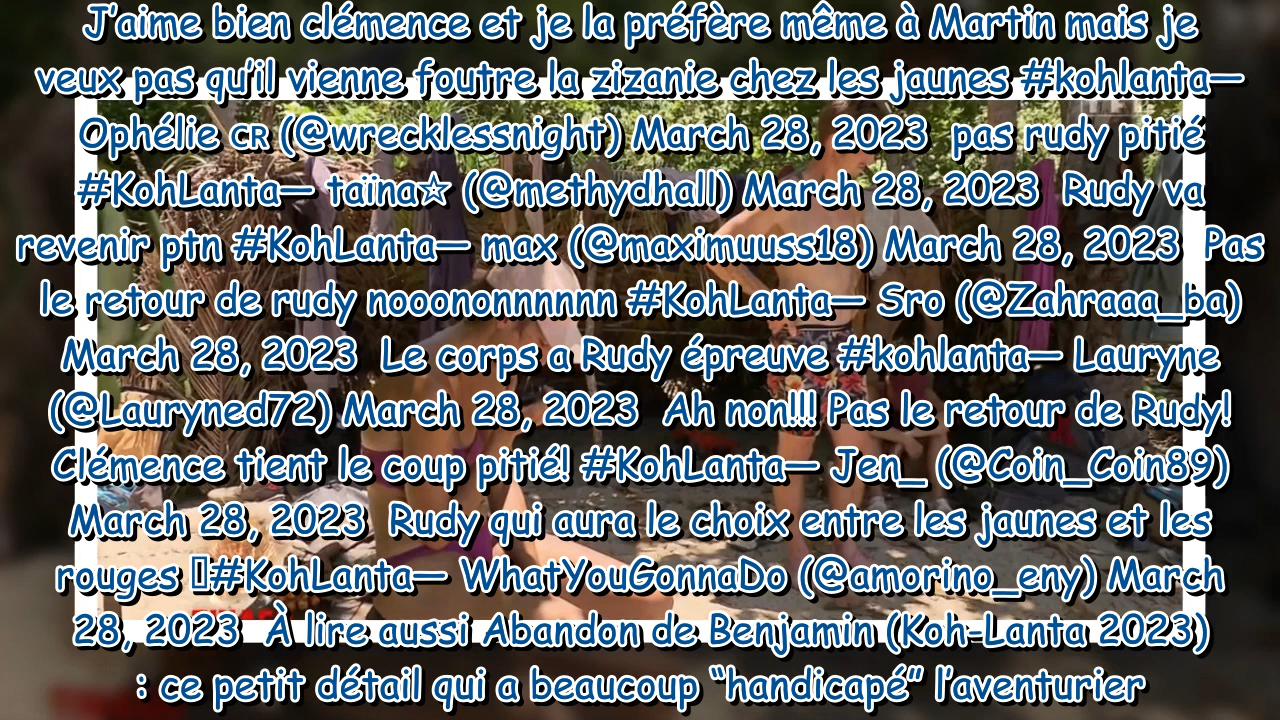 J’aime bien clémence et je la préfère même à Martin mais je
veux pas qu’il vienne foutre la zizanie chez les jaunes #kohlanta—
Ophélie ᴄʀ (@wrecklessnight) March 28, 2023 pas rudy pitié
#KohLanta— taïna☆ (@methydhall) March 28, 2023 Rudy va
revenir ptn #KohLanta— max (@maximuuss18) March 28, 2023 Pas
le retour de rudy nooononnnnnn #KohLanta— Sro (@Zahraaa_ba)
March 28, 2023 Le corps a Rudy épreuve #kohlanta— Lauryne
(@Lauryned72) March 28, 2023 Ah non!!! Pas le retour de Rudy!
Clémence tient le coup pitié! #KohLanta— Jen_ (@Coin_Coin89)
March 28, 2023 Rudy qui aura le choix entre les jaunes et les
rouges #KohLanta— WhatYouGonnaDo (@amorino_eny) March
28, 2023 À lire aussi Abandon de Benjamin (Koh-Lanta 2023)
: ce petit détail qui a beaucoup “handicapé” l’aventurier